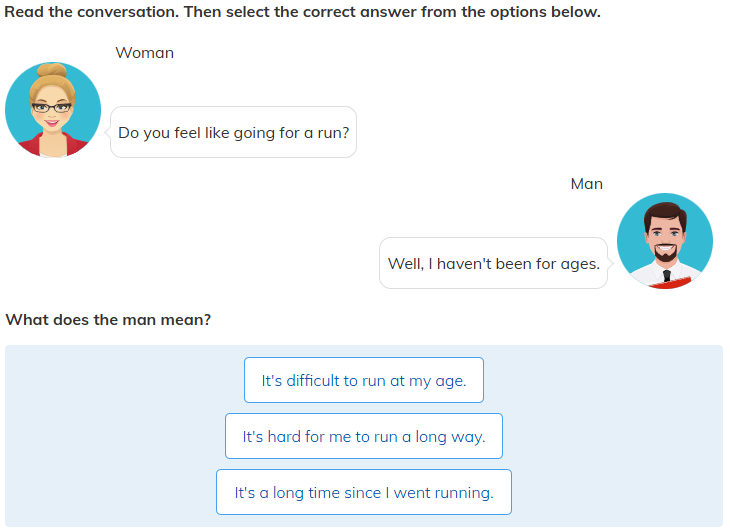 Read the conversation. Then select the correct answer from the options below.
Woman
Do you feel like going for a run?
Man
Well, I haven't been for ages.
What does the man mean?
It's difficult to run at my age.
It's hard for me to run a long way.
It's a long time since I went running.